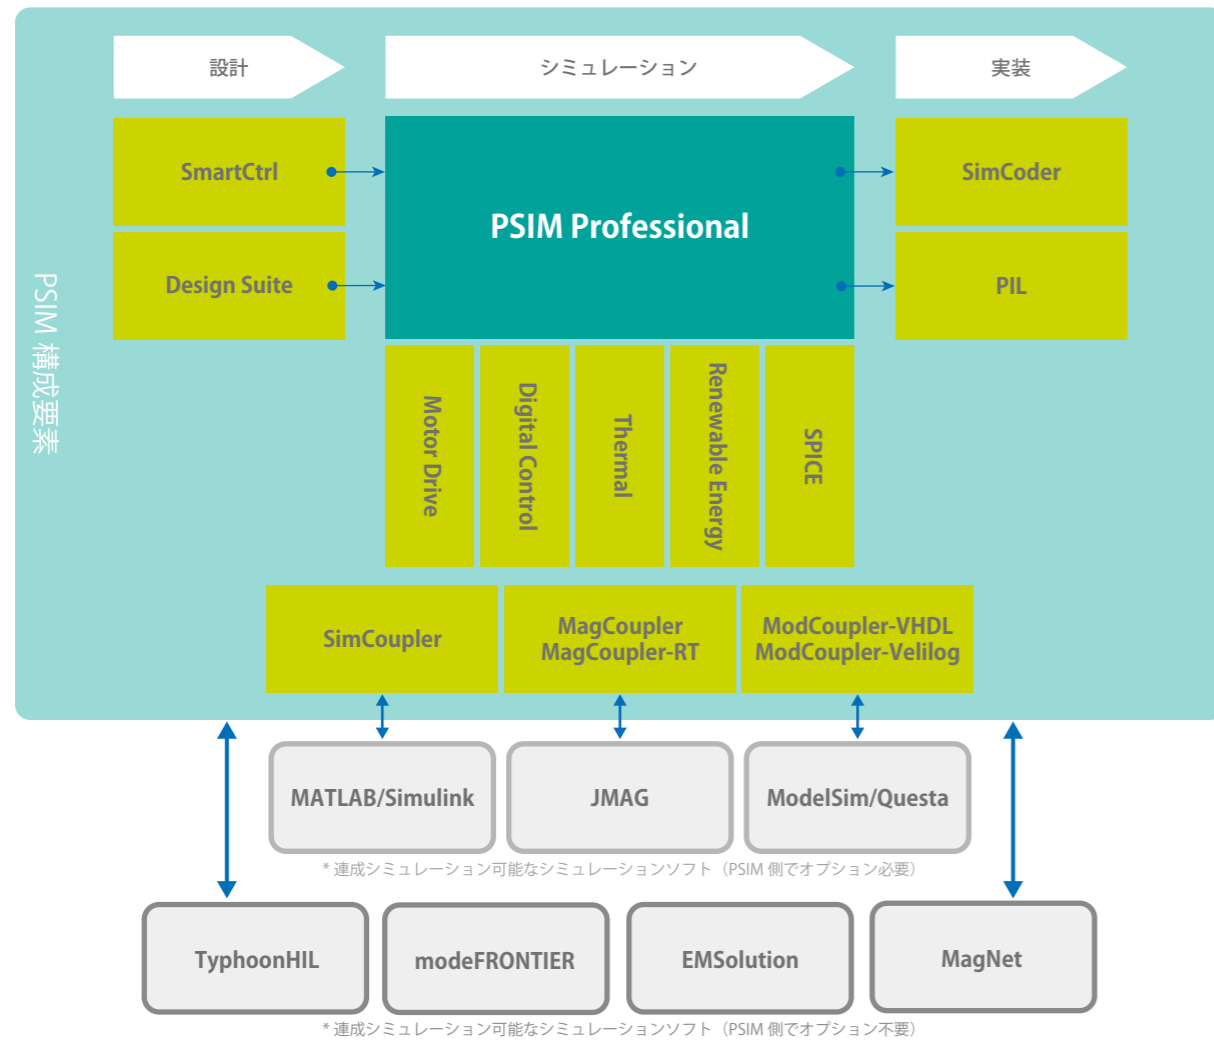 設計
シミュレーション
実装
SmartCtrl
PSIM Professional
SimCoder
Design Suite
PIL
PSIM 構成要素
Motor Drive
Digital Control
Thermal
Renewable Energy
SPICE
SimCoupler
MagCoupler
MagCoupler-RT
ModCoupler-VHDL
ModCoupler-Velilog
MATLAB/Simulink
JMAG
ModelSim/Questa
* 連成シミュレーション可能なシミュレーションソフト（PSIM 側でオプション必要）
TyphoonHIL
modeFRONTIER
EMSolution
MagNet
* 連成シミュレーション可能なシミュレーションソフト（PSIM 側でオプション不要）